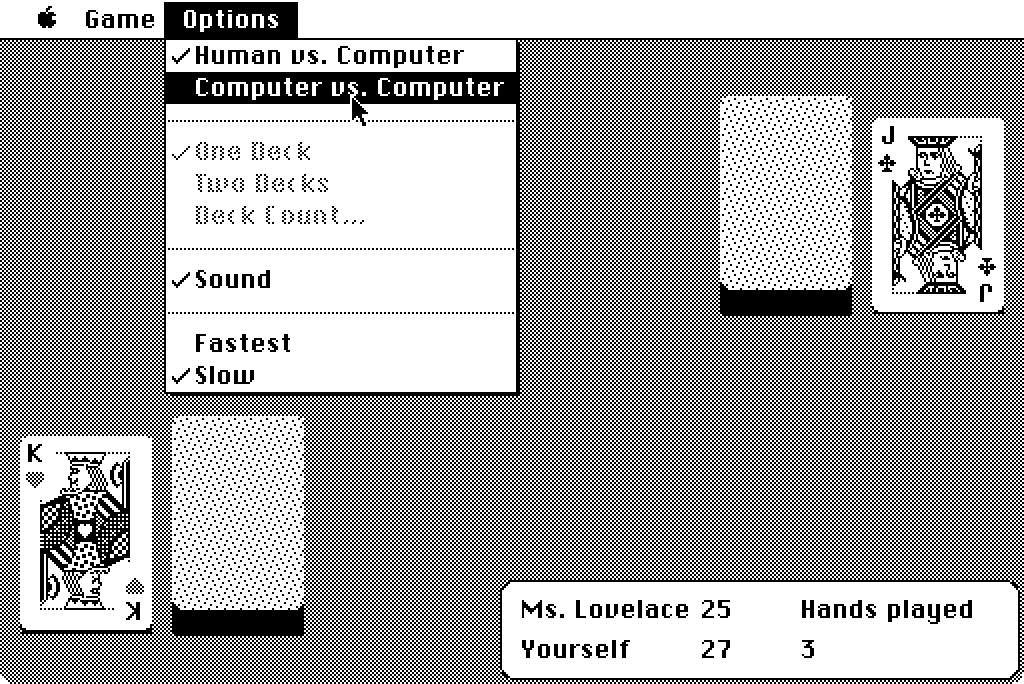 Game Options
Human vs. Computer
Computer vs. Computer
One Deck
Two Decks
Deck Count...
Sound
Fastest
Slow
J
J
K
K
Ms. Lovelace 25 Hands played
Yourself 27 3